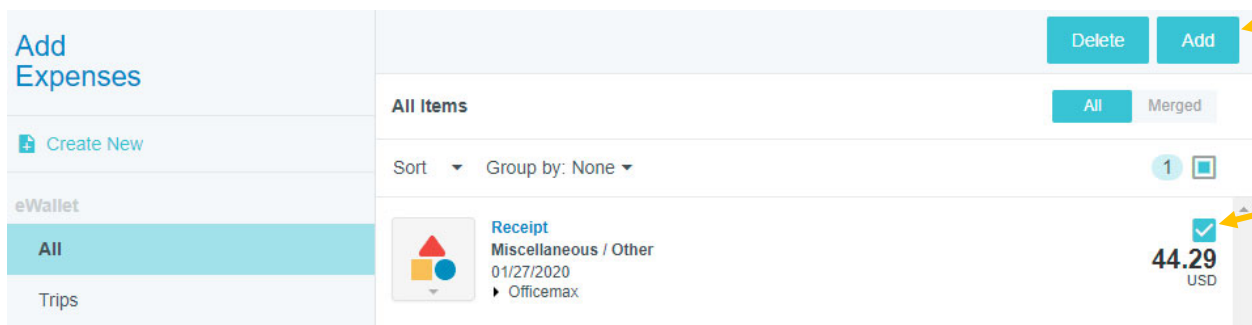 Add
Expenses
Create New
eWallet
All
Trips
Delete Add
All Items
All Merged
Sort Group by: None
1
Receipt
Miscellaneous / Other
01/27/2020
Officemax
44.29
USD